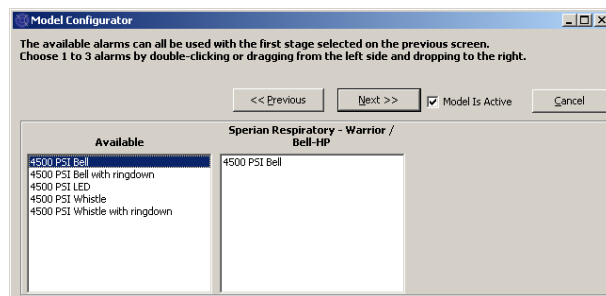 Model Configurator
The available alarms can all be used with the first stage selected on the previous screen.
Choose 1 to 3 alarms by double-clicking or dragging from the left side and dropping to the right.
<< Previous
Next >>
Model Is Active
Cancel
Available
Sperian Respiratory - Warrior /
Bell-HP
4500 PSI Bell
4500 PSI Bell with ringdown
4500 PSI LED
4500 PSI Whistle
4500 PSI Whistle with ringdown
4500 PSI Bell